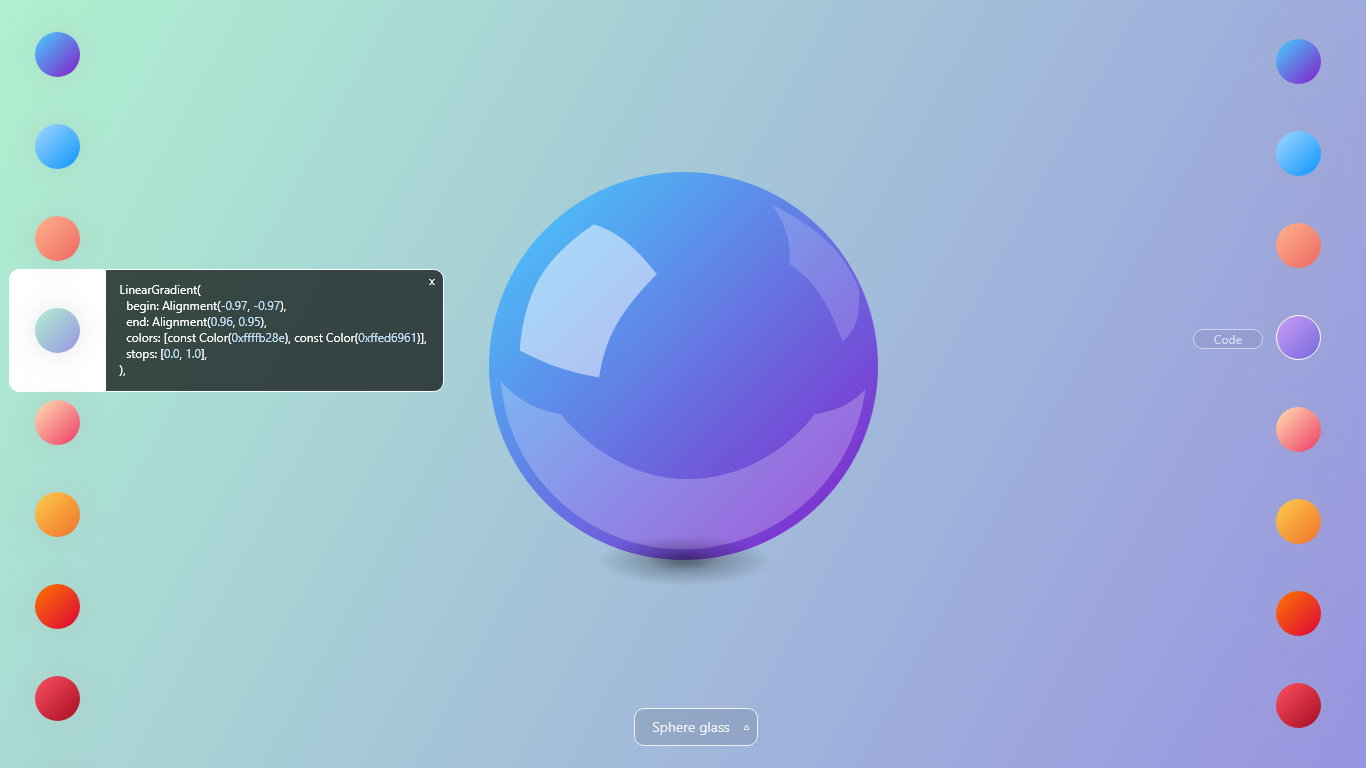 x
LinearGradient(
begin: Alignment(-0.97, -0.97),
end: Alignment(0.96, 0.95),
colors: [const Color(0xffffb28e), const Color(0xffed6961)],
stops: [0.0, 1.0],
),
Code
Sphere glass